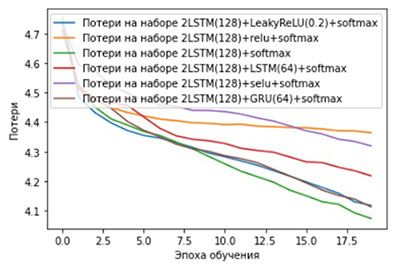 Потери на наборе 2LSTM(128)+LeakyReLU(0.2)+softmax
Потери на наборе 2LSTM(128)+relu+softmax
Потери на наборе 2LSTM(128)+softmax
Потери на наборе 2LSTM(128)+LSTM(64)+softmax
Потери на наборе 2LSTM(128)+selu+softmax
Потери на наборе 2LSTM(128)+GRU(64)+softmax
Потери
4.7
4.6
4.5
4.4
4.3
4.2
4.1
0.0 2.5 5.0 7.5 10.0 12.5 15.0 17.5
Эпоха обучения